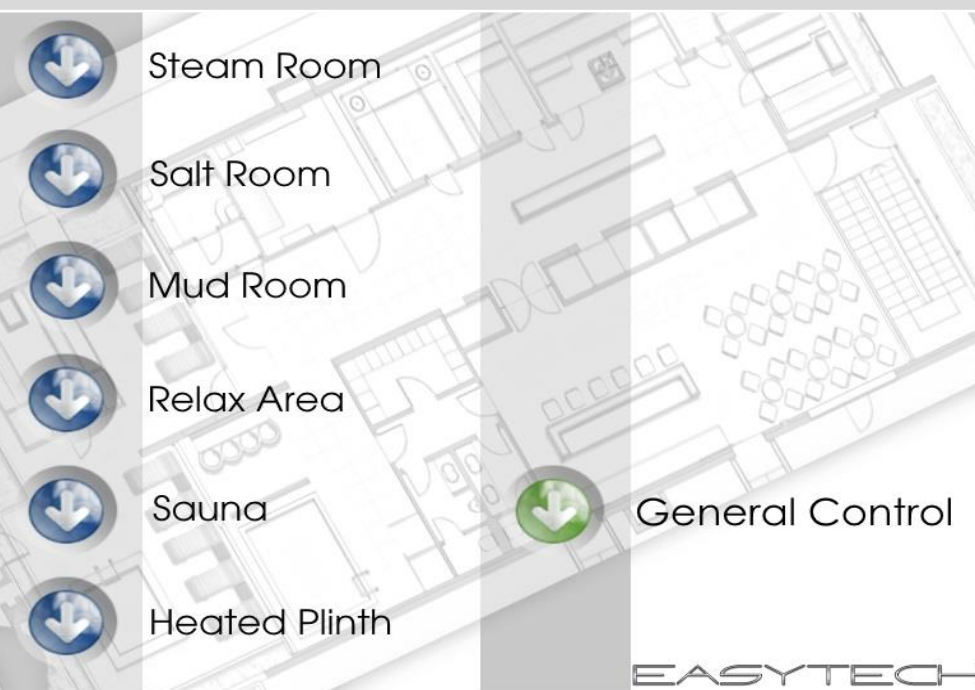 Steam Room
Salt Room
Mud Room
Relax Area
Sauna
Heated Plinth
General Control
EASYTECH